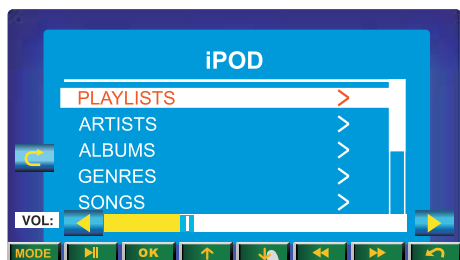 iPOD
PLAYLISTS >
ARTISTS >
ALBUMS >
GENRES >
SONGS >
VOL:
MODE OK